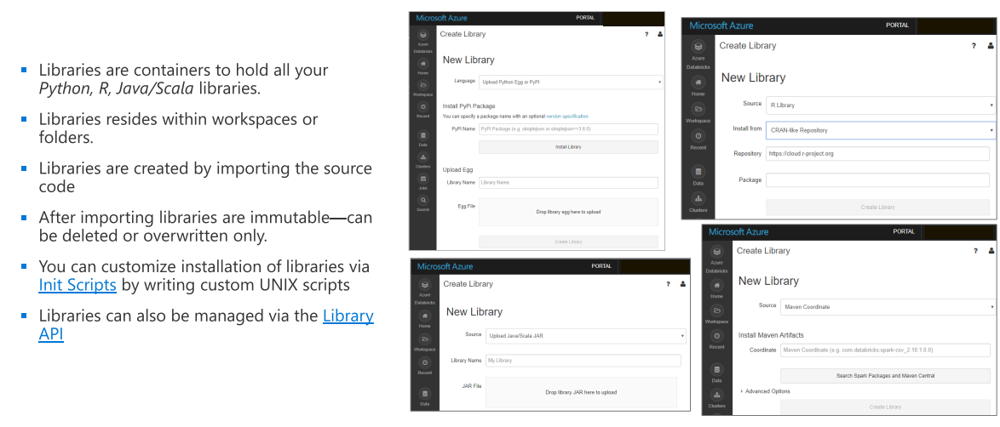 Libraries are containers to hold all your
Python, R, Java/Scala libraries.
Libraries resides within workspaces or
folders.
Libraries are created by importing the source
code
After importing libraries are immutable—can
be deleted or overwritten only.
You can customize installation of libraries via
Init Scripts by writing custom UNIX scripts
Libraries can also be managed via the Library
API
Microsoft Azure PORTAL
Create Library ?
Azure
Databricks
Home
Workspace
Recent
Data
Clusters
Jobs
Search
New Library
Language Upload Python Egg or PyPI
Install PyPi Package
You can specify a package name with an optional version specification
PyPi Name PyPi Package (e.g. simplejson or simplejson==3.8.0)
Install Library
Upload Egg
Library Name Library Name
Egg File Drop library egg here to upload
Create Library
Microsoft Azure PORTAL
Create Library ?
Azure
Databricks
Home
Workspace
Recent
Data
Clusters
New Library
Source R Library
Install from CRAN-like Repository
Repository https://cloud.r-project.org
Package
Create Library
Microsoft Azure PORTAL
Create Library ?
Azure
Databricks
Home
Workspace
Recent
Data
New Library
Source Upload Java/Scala JAR
Library Name My Library
JAR File Drop library JAR here to upload
Microsoft Azure PORTAL
Create Library ?
Azure
Databricks
Home
Workspace
Recent
Data
Clusters
New Library
Source Maven Coordinate
Install Maven Artifacts
Coordinate Maven Coordinate (e.g. com.databricks:spark-csv_2.10:1.0.0)
Search Spark Packages and Maven Central
Advanced Options
Create Library